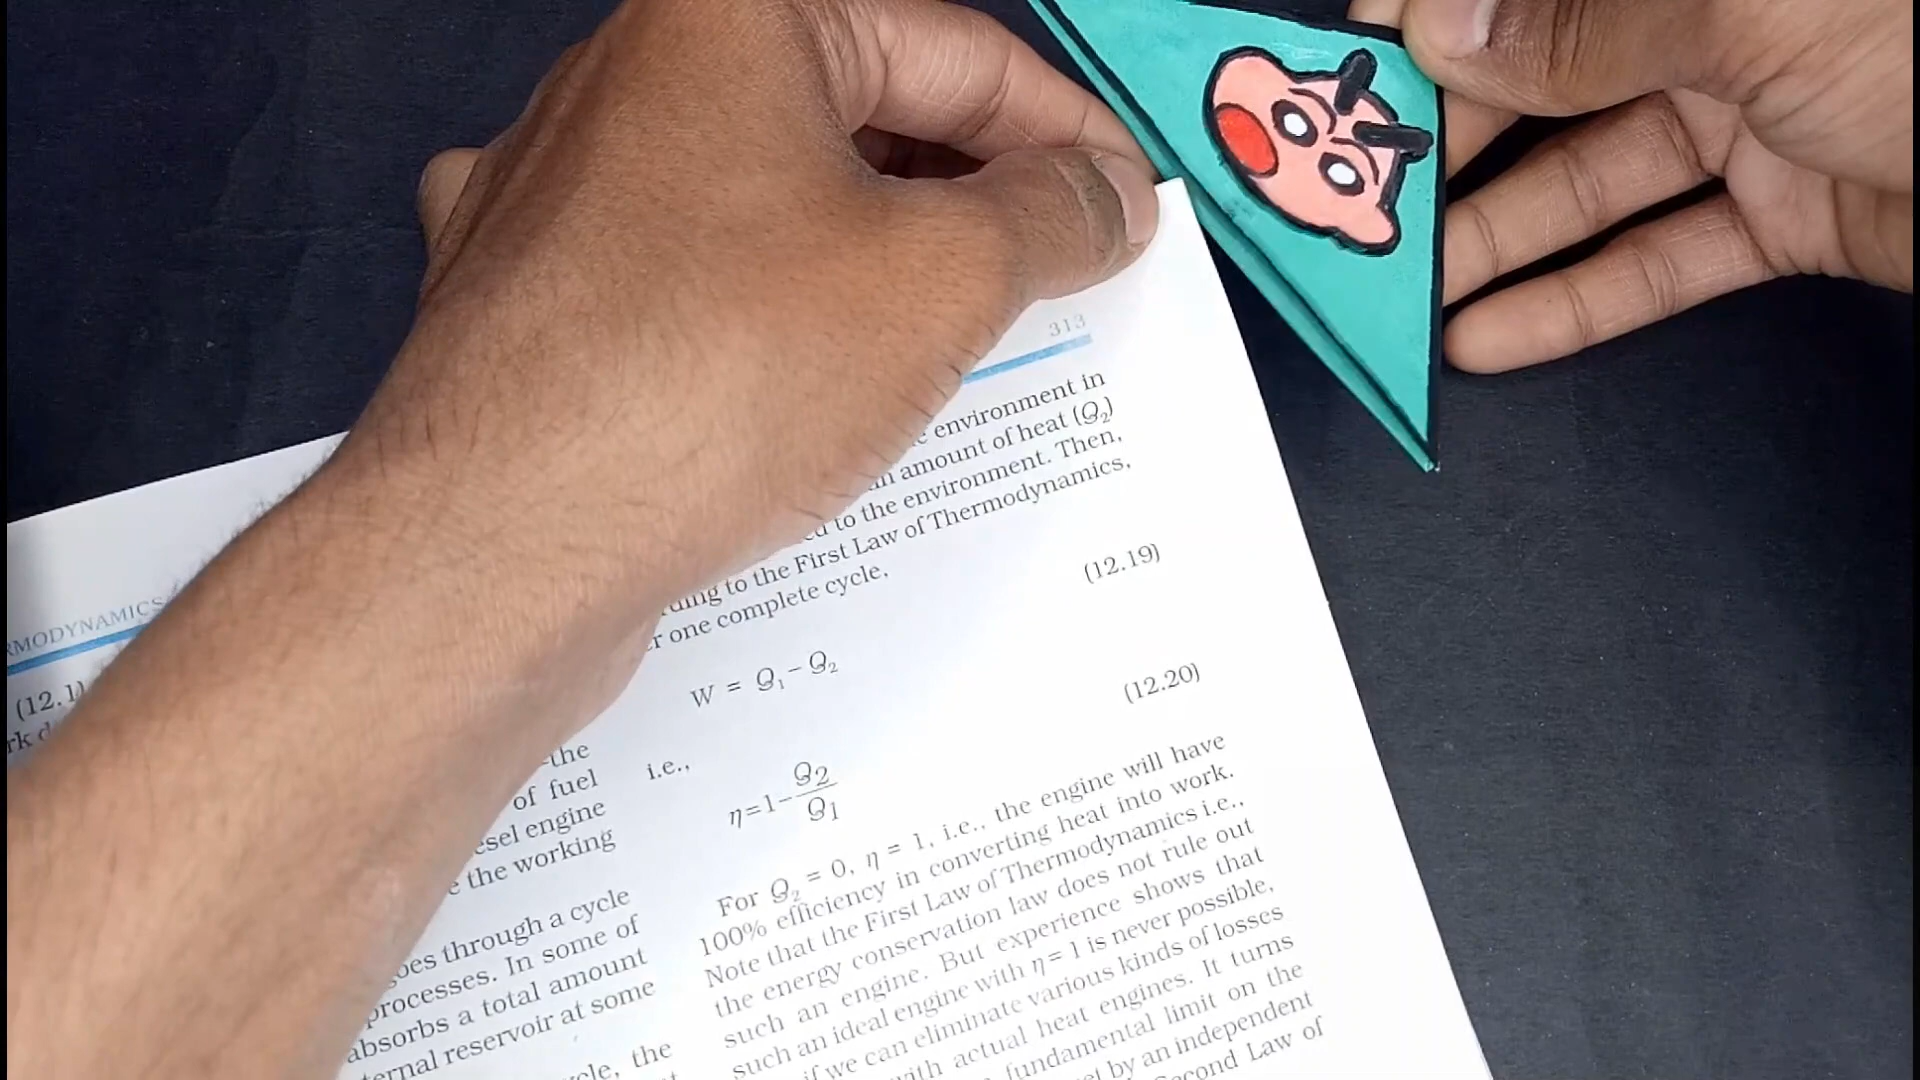 313
RMODYNAMICS
(12.1
the
of fuel
engine
the working
through a cycle
processes. In some of
absorbs a total amount
reservoir at some
the
environment in
amount of heat (Q₂)
to the environment. Then,
to the First Law of Thermodynamics,
one complete cycle,
W = Q₁ – Q₂ (12.19)
i.e.,
η=1–Q2/Q1 (12.20)
For Q₂ = 0, η = 1, i.e., the engine will have
100% efficiency in converting heat into work.
Note that the First Law of Thermodynamics i.e.,
the energy conservation law does not rule out
such an engine. But experience shows that
such an ideal engine with η = 1 is never possible,
if we can eliminate various kinds of losses
with actual heat engines. It turns
fundamental limit on the
by an independent
Second Law of